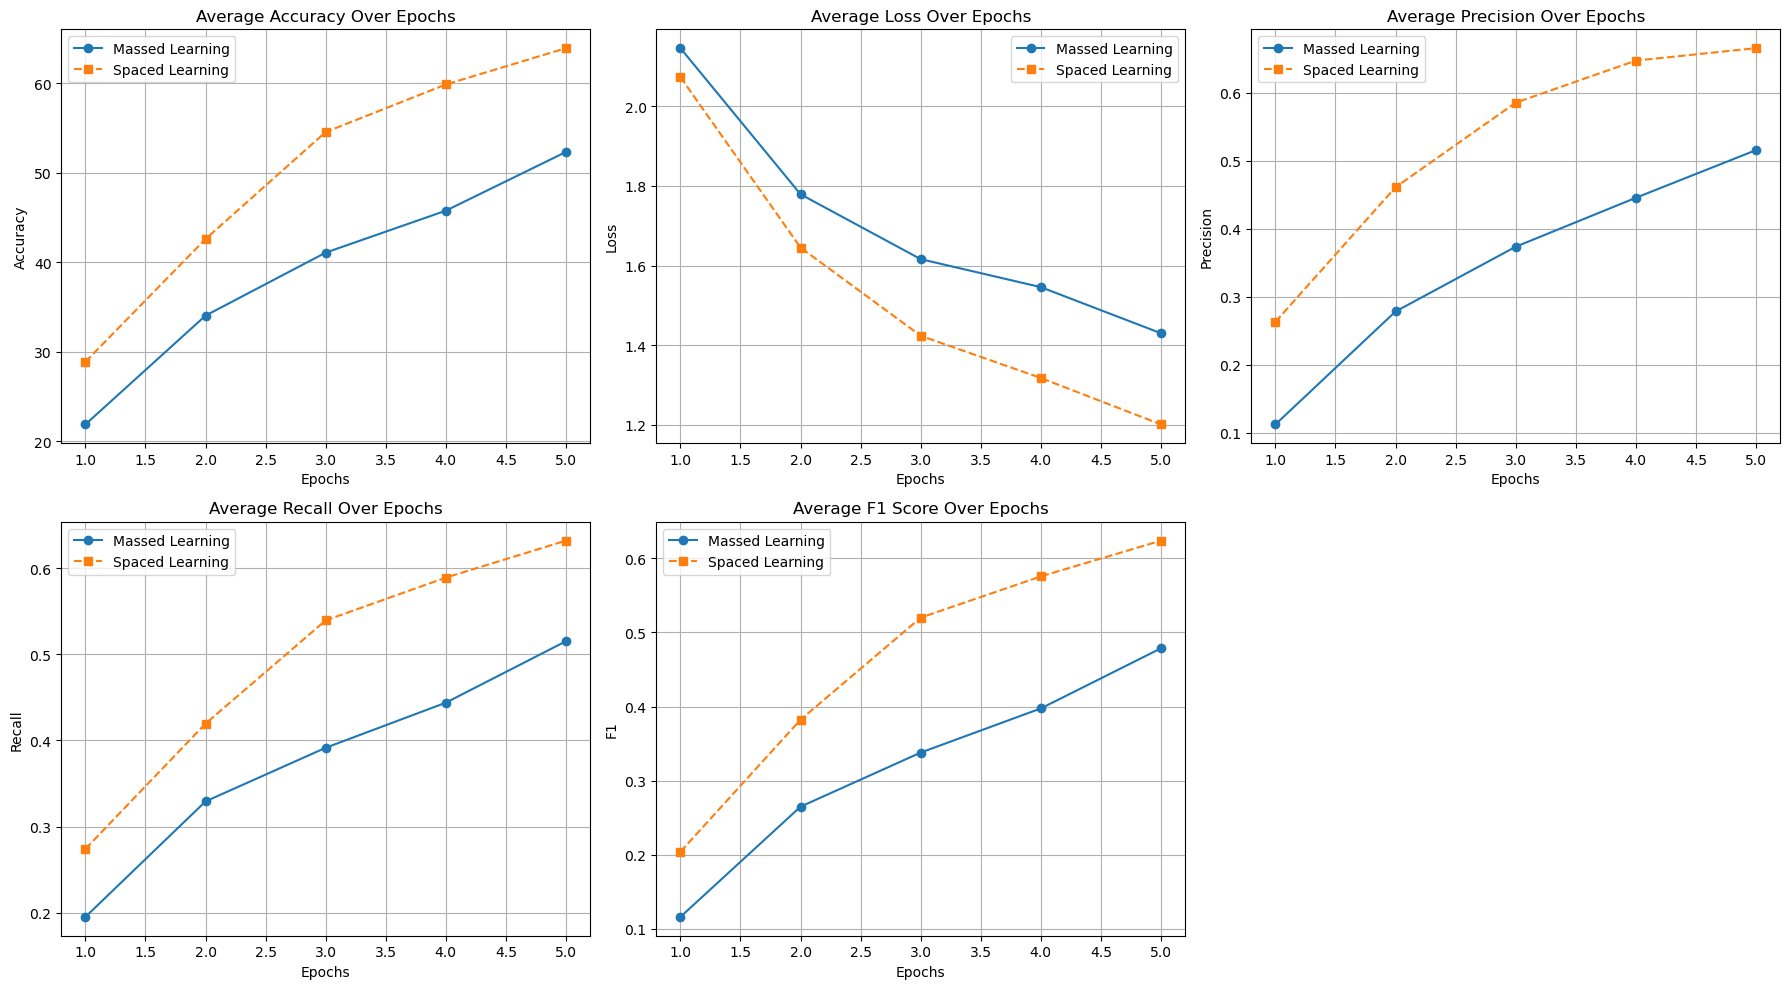 Average Accuracy Over Epochs
Massed Learning
Spaced Learning
60
50
40
30
20
Accuracy
1.0 1.5 2.0 2.5 3.0 3.5 4.0 4.5 5.0
Epochs
Average Loss Over Epochs
Massed Learning
Spaced Learning
2.0
1.8
1.6
1.4
1.2
Loss
1.0 1.5 2.0 2.5 3.0 3.5 4.0 4.5 5.0
Epochs
Average Precision Over Epochs
Massed Learning
Spaced Learning
0.6
0.5
0.4
0.3
0.2
0.1
Precision
1.0 1.5 2.0 2.5 3.0 3.5 4.0 4.5 5.0
Epochs
Average Recall Over Epochs
Massed Learning
Spaced Learning
0.6
0.5
0.4
0.3
0.2
Recall
1.0 1.5 2.0 2.5 3.0 3.5 4.0 4.5 5.0
Epochs
Average F1 Score Over Epochs
Massed Learning
Spaced Learning
0.6
0.5
0.4
0.3
0.2
0.1
F1
1.0 1.5 2.0 2.5 3.0 3.5 4.0 4.5 5.0
Epochs